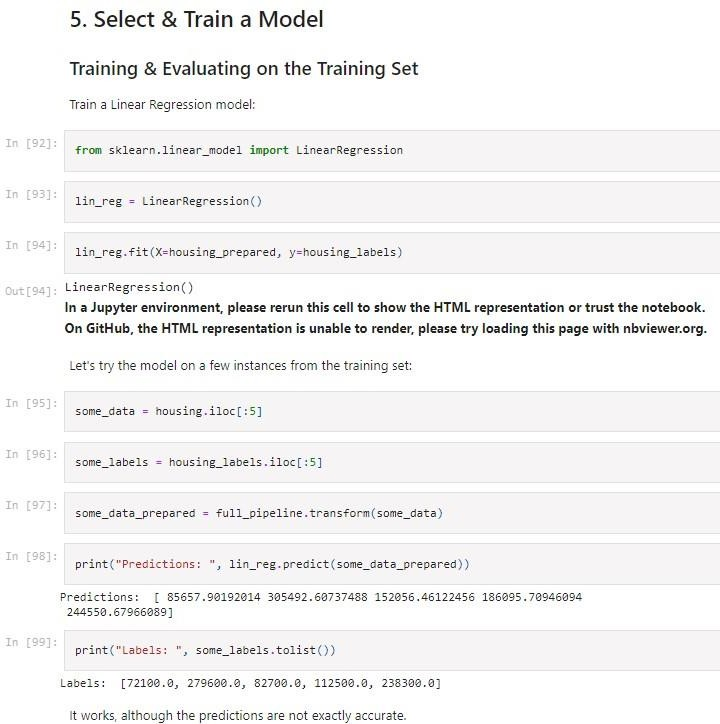 5. Select & Train a Model
Training & Evaluating on the Training Set
Train a Linear Regression model:
In [92]: from sklearn.linear_model import LinearRegression
In [93]: lin_reg = LinearRegression()
In [94]: lin_reg.fit(X=housing_prepared, y=housing_labels)
Out[94]: LinearRegression()
In a Jupyter environment, please rerun this cell to show the HTML representation or trust the notebook.
On GitHub, the HTML representation is unable to render, please try loading this page with nbviewer.org.
Let's try the model on a few instances from the training set:
In [95]: some_data = housing.iloc[:5]
In [96]: some_labels = housing_labels.iloc[:5]
In [97]: some_data_prepared = full_pipeline.transform(some_data)
In [98]: print("Predictions: ", lin_reg.predict(some_data_prepared))
Predictions:  [ 85657.90192014 305492.60737488 152056.46122456 186095.70946094
 244550.67966089]
In [99]: print("Labels: ", some_labels.tolist())
Labels:  [72100.0, 279600.0, 82700.0, 112500.0, 238300.0]
It works, although the predictions are not exactly accurate.